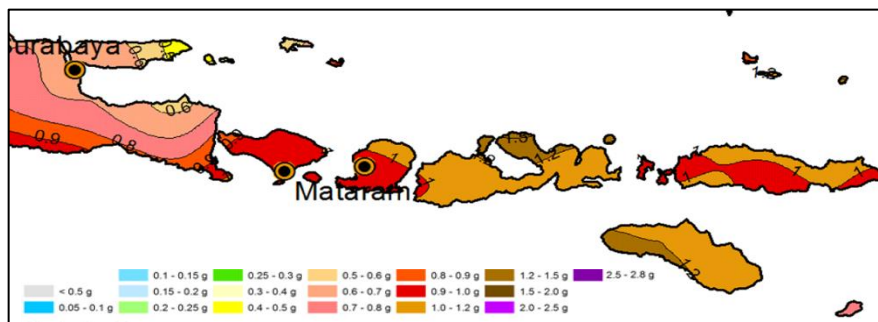 urabaya
0.6
0.9
0.8
Mataram
1
1.2
1
1
0.1 - 0.15 g
0.25 - 0.3 g
0.5 - 0.6 g
0.8 - 0.9 g
1.2 - 1.5 g
2.5 - 2.8 g
< 0.5 g
0.15 - 0.2 g
0.3 - 0.4 g
0.6 - 0.7 g
0.9 - 1.0 g
1.5 - 2.0 g
0.05 - 0.1 g
0.2 - 0.25 g
0.4 - 0.5 g
0.7 - 0.8 g
1.0 - 1.2 g
2.0 - 2.5 g